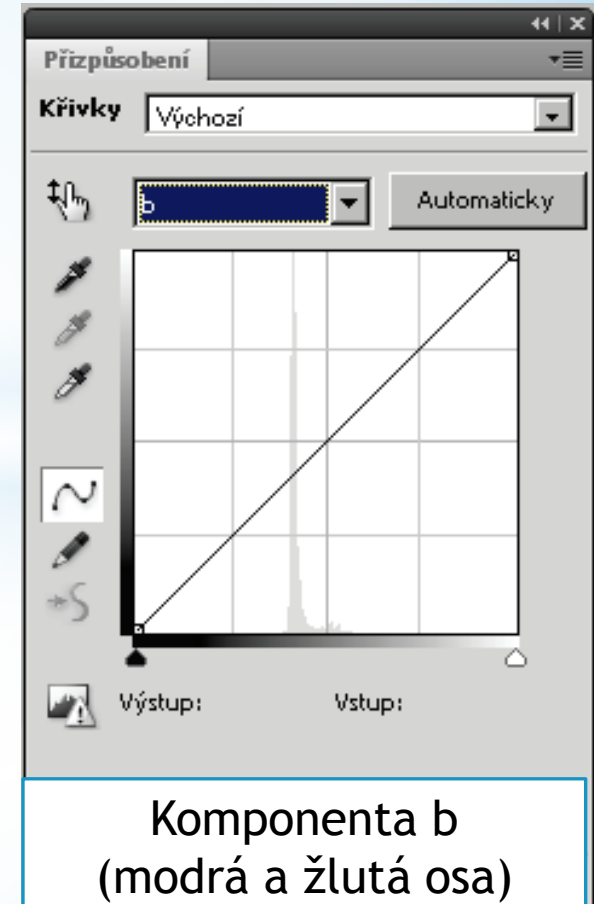 Přizpůsobení
Křivky Výchozí
b Automaticky
Výstup: Vstup:
Komponenta b
(modrá a žlutá osa)